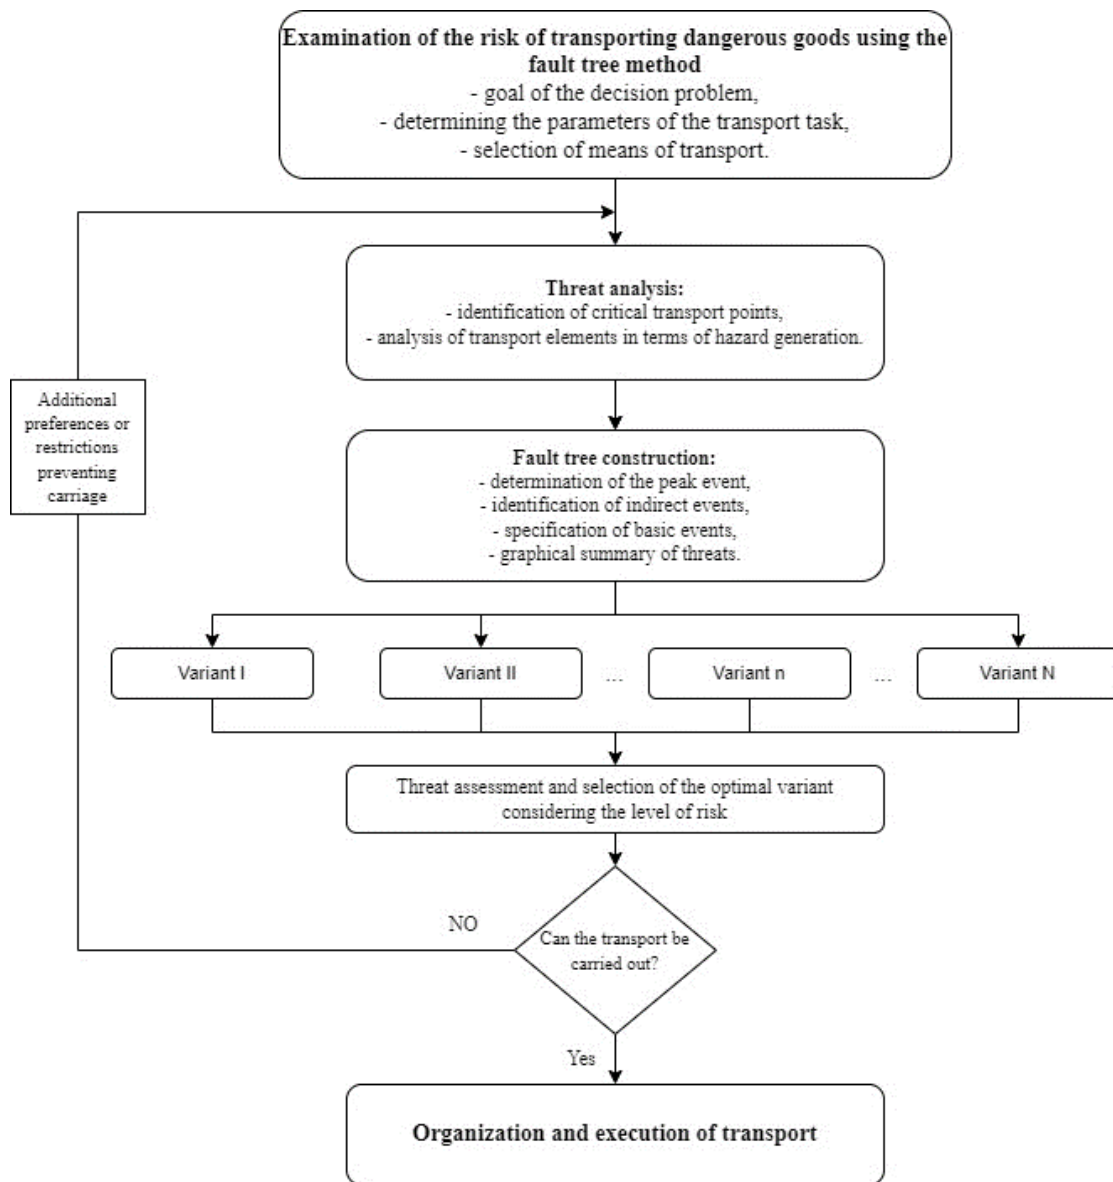 Examination of the risk of transporting dangerous goods using the
fault tree method
- goal of the decision problem,
- determining the parameters of the transport task,
- selection of means of transport.
Threat analysis:
- identification of critical transport points,
- analysis of transport elements in terms of hazard generation.
Additional
preferences or
restrictions
preventing
carriage
Fault tree construction:
- determination of the peak event,
- identification of indirect events,
- specification of basic events,
- graphical summary of threats.
Variant I
Variant II
...
Variant n
...
Variant N
Threat assessment and selection of the optimal variant
considering the level of risk
NO
Can the transport be
carried out?
Yes
Organization and execution of transport